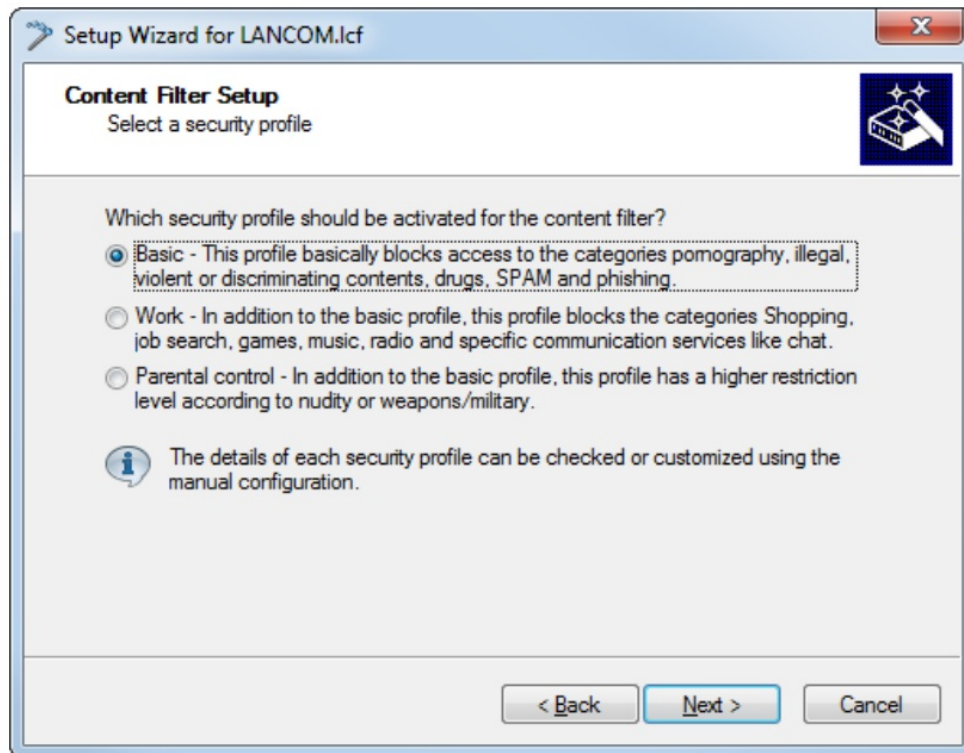 Setup Wizard for LANCOM.lcf
Content Filter Setup
Select a security profile
Which security profile should be activated for the content filter?
Basic - This profile basically blocks access to the categories pornography, illegal,
violent or discriminating contents, drugs, SPAM and phishing.
Work - In addition to the basic profile, this profile blocks the categories Shopping,
job search, games, music, radio and specific communication services like chat.
Parental control - In addition to the basic profile, this profile has a higher restriction
level according to nudity or weapons/military.
The details of each security profile can be checked or customized using the
manual configuration.
< Back Next > Cancel